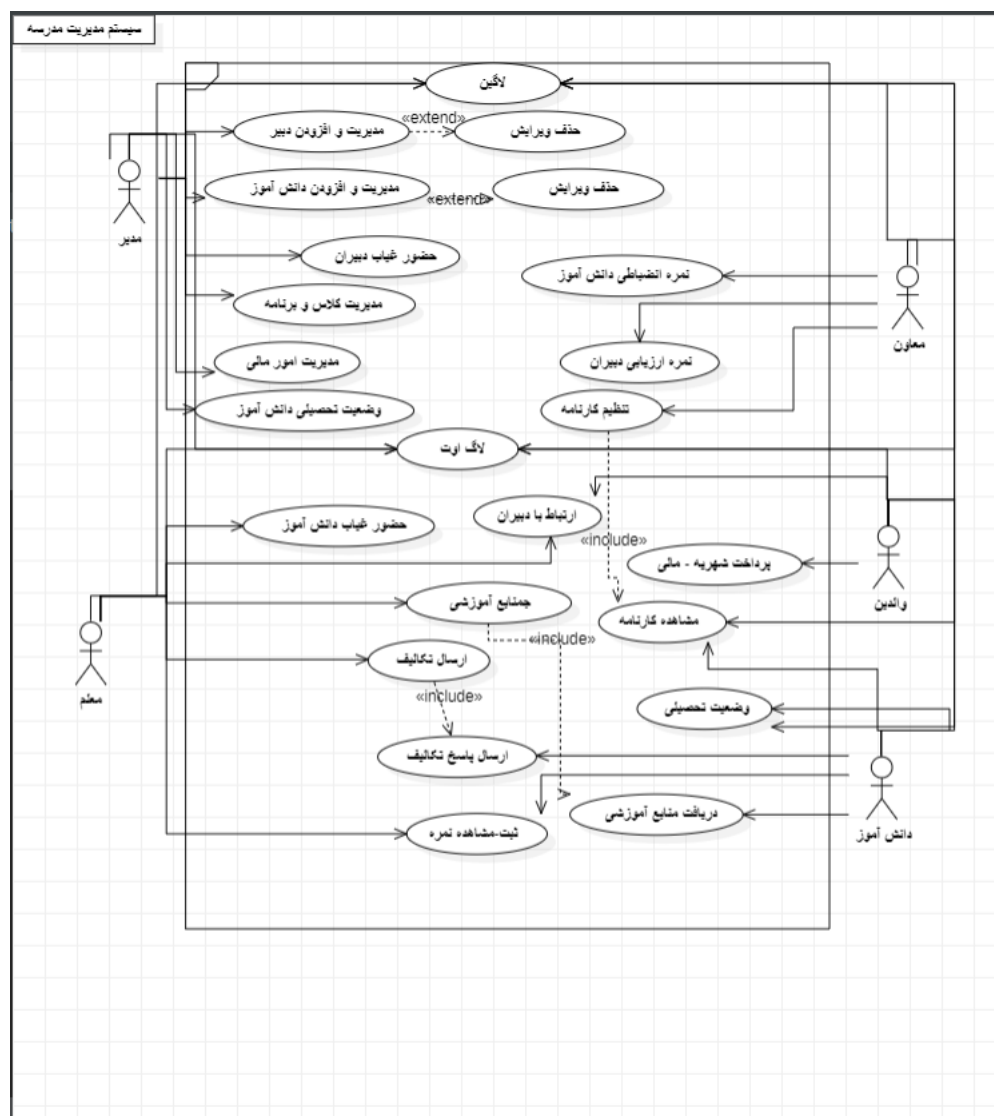 سیستم مدیریت مدرسه
لاگین
مدیریت و افزودن دبیر
«extend»
حذف ویرایش
مدیریت و افزودن دانش آموز
«extend»
حذف ویرایش
مدیر
حضور غیاب دبیران
نمره انضباطی دانش آموز
مدیریت کلاس و برنامه
معاون
مدیریت امور مالی
نمره ارزیابی دبیران
وضعیت تحصیلی دانش آموز
تنظیم کارنامه
لاگ اوت
حضور غیاب دانش آموز
ارتباط با دبیران
«include»
پرداخت شهریه - مالی
والدین
جمنابع آموزشی
مشاهده کارنامه
«include»
ارسال تکالیف
معلم
«include»
وضعیت تحصیلی
ارسال پاسخ تکالیف
دریافت منابع آموزشی
ثبت-مشاهده نمره
دانش آموز